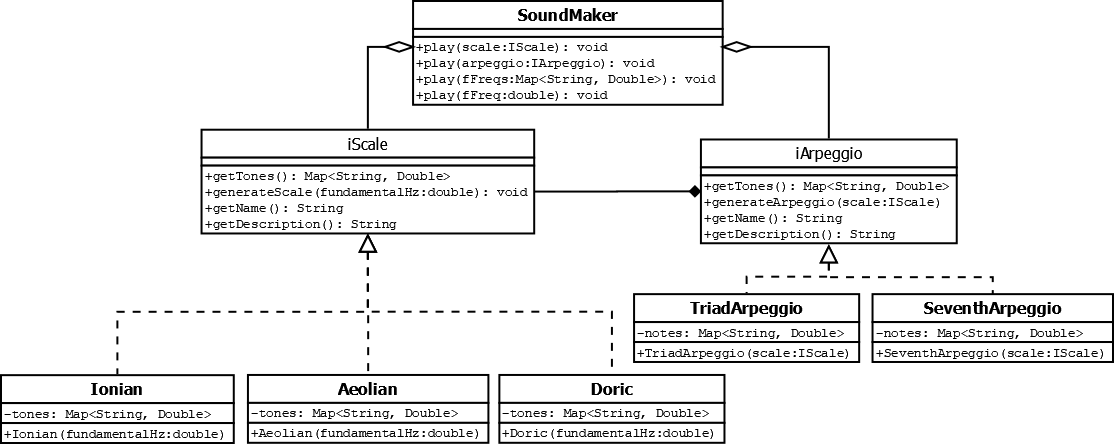 SoundMaker
+play(scale:IScale): void
+play(arpeggio:IArpeggio): void
+play(fFreqs:Map<String, Double>): void
+play(fFreq:double): void
iScale
+getTones(): Map<String, Double>
+generateScale(fundamentalHz:double): void
+getName(): String
+getDescription(): String
iArpeggio
+getTones(): Map<String, Double>
+generateArpeggio(scale:IScale)
+getName(): String
+getDescription(): String
TriadArpeggio
-notes: Map<String, Double>
+TriadArpeggio(scale:IScale)
SeventhArpeggio
-notes: Map<String, Double>
+SeventhArpeggio(scale:IScale)
Ionian
-tones: Map<String, Double>
+Ionian(fundamentalHz:double)
Aeolian
-tones: Map<String, Double>
+Aeolian(fundamentalHz:double)
Doric
-tones: Map<String, Double>
+Doric(fundamentalHz:double)